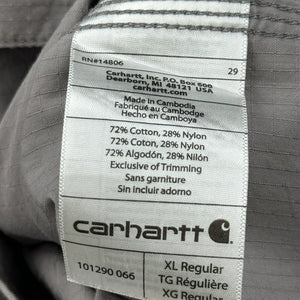 RN#14806 29
Carhartt, Inc. P.O. Box 600
Dearborn, MI 48121 USA
carhartt.com
Made in Cambodia
Fabriqué au Cambodge
Hecho en Camboya
72% Cotton, 28% Nylon
72% Coton, 28% Nylon
72% Algodón, 28% Nilón
Exclusive of Trimming
Sans garniture
Sin incluir adorno
carhartt
101290 066
XL Regular
TG Régulière
XG Regular